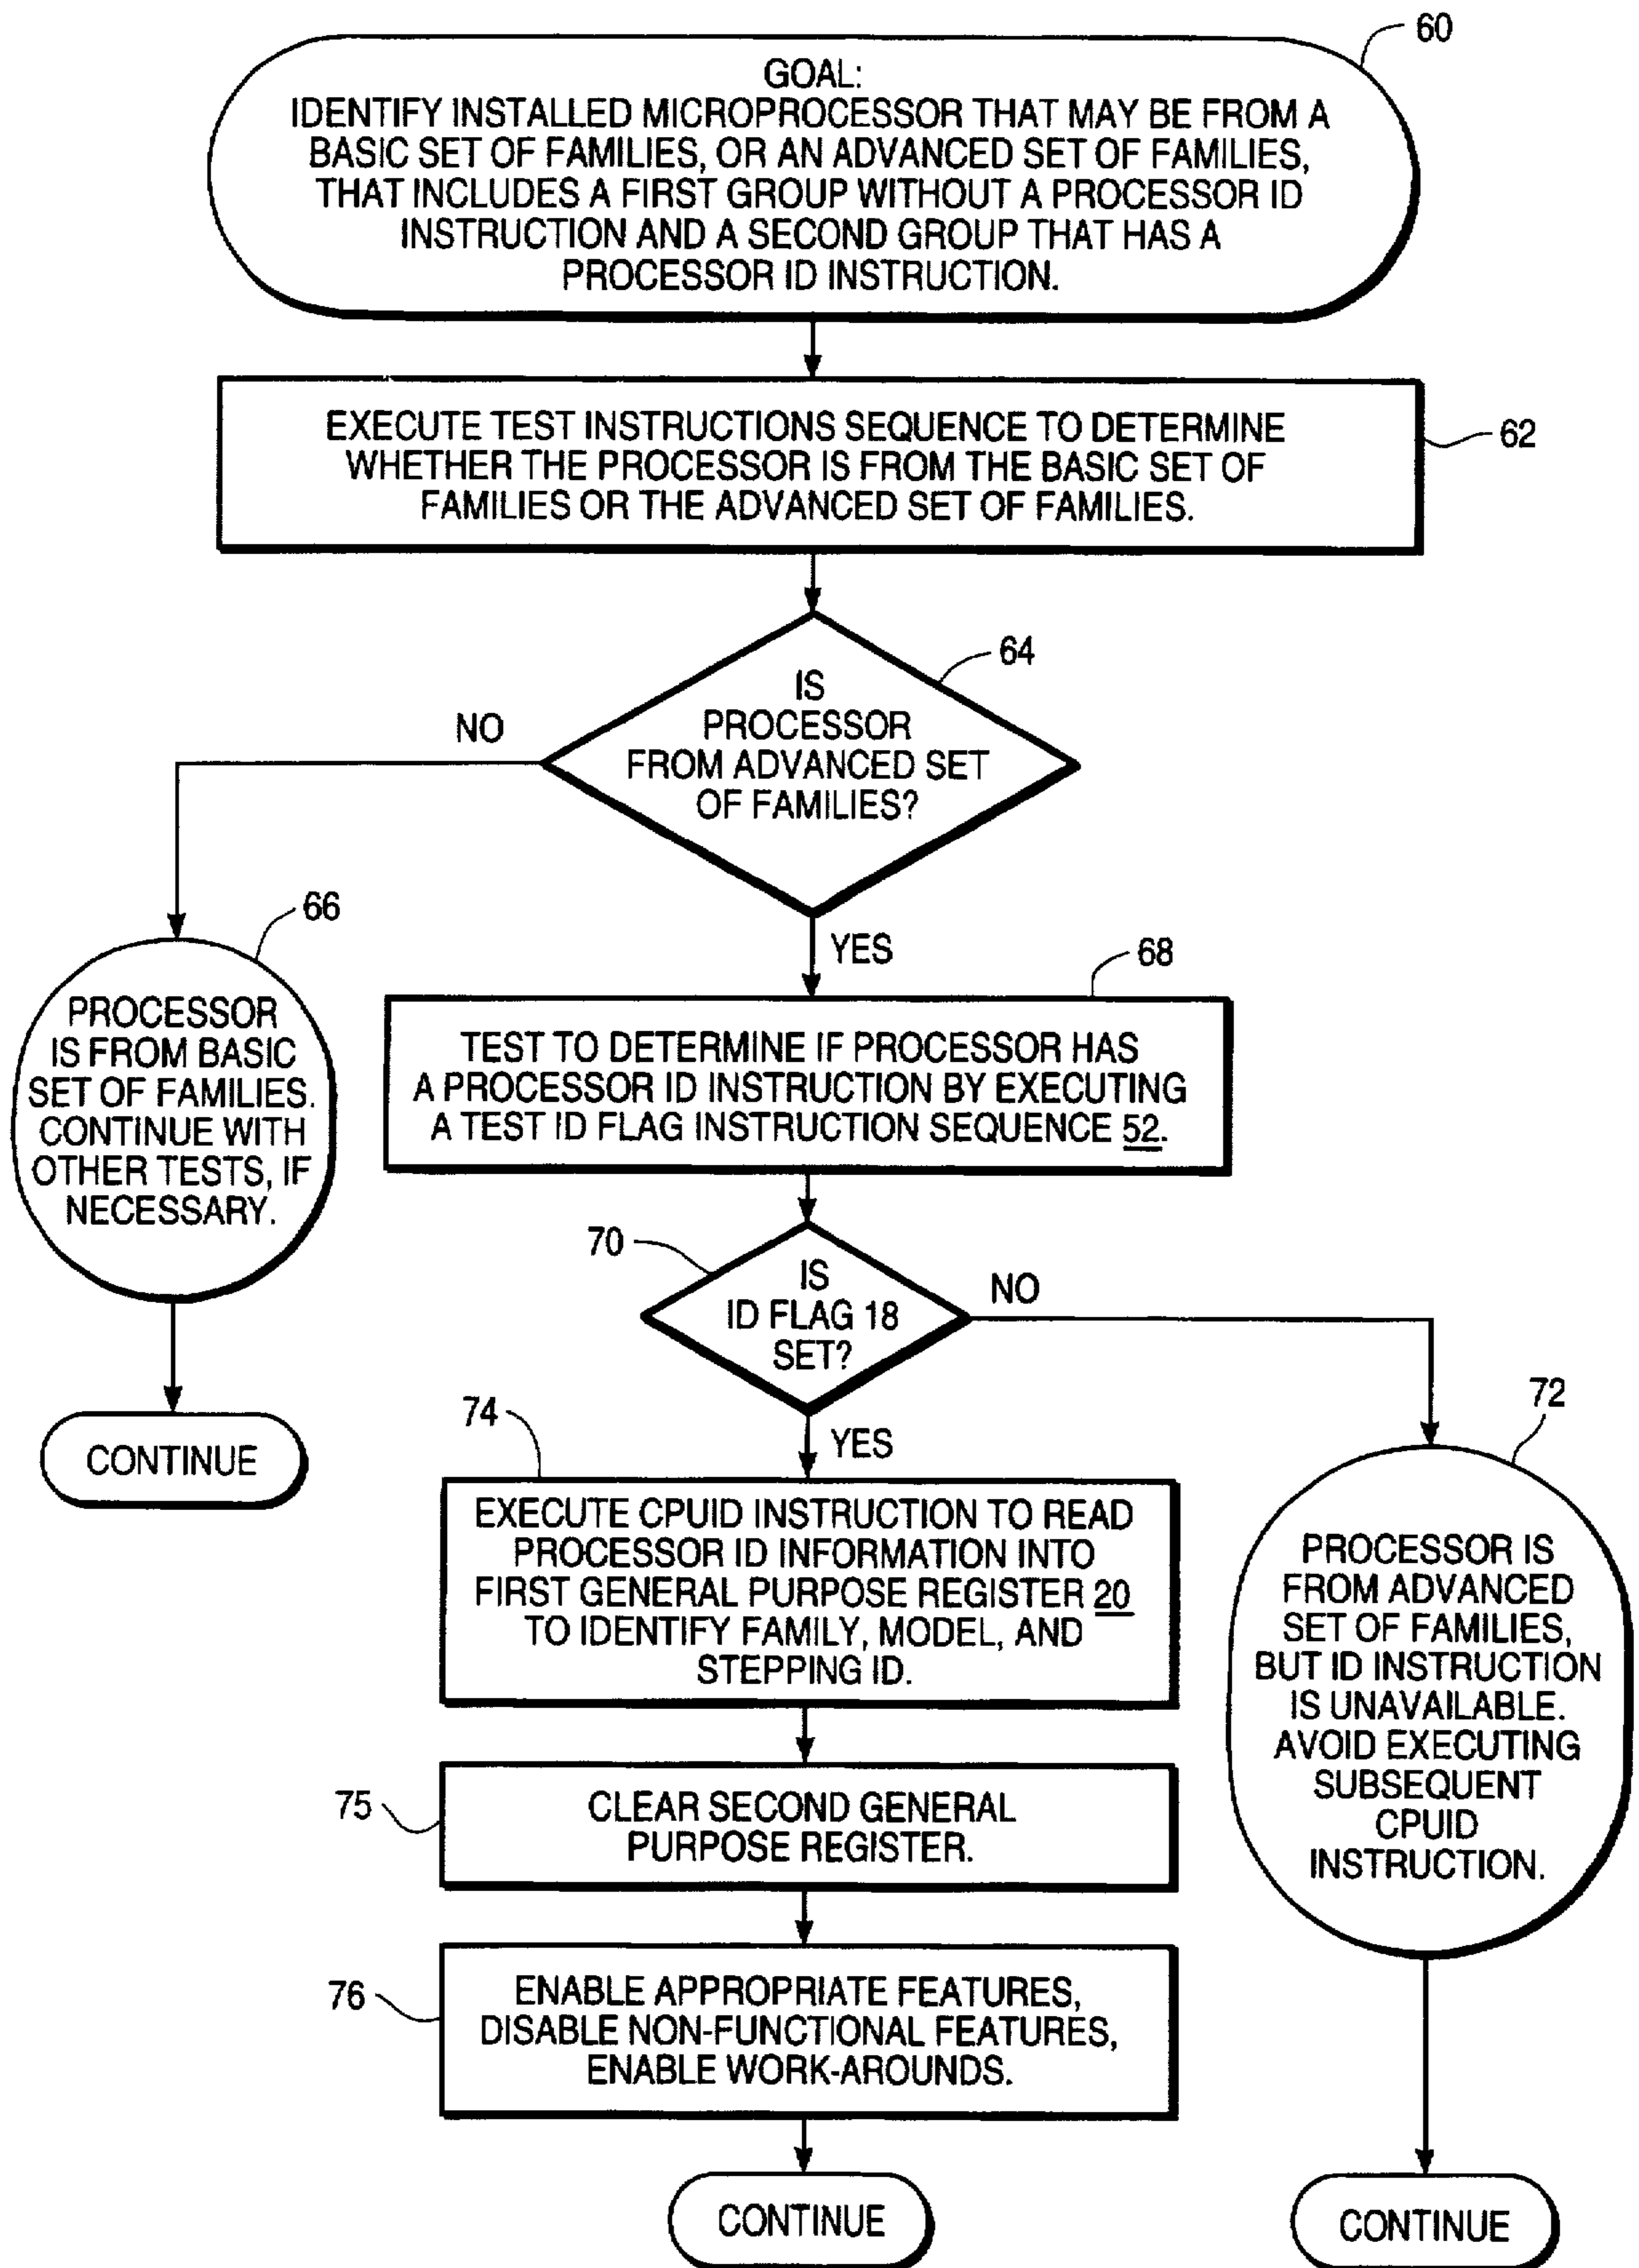 60
GOAL:
IDENTIFY INSTALLED MICROPROCESSOR THAT MAY BE FROM A
BASIC SET OF FAMILIES, OR AN ADVANCED SET OF FAMILIES,
THAT INCLUDES A FIRST GROUP WITHOUT A PROCESSOR ID
INSTRUCTION AND A SECOND GROUP THAT HAS A
PROCESSOR ID INSTRUCTION.
62
EXECUTE TEST INSTRUCTIONS SEQUENCE TO DETERMINE
WHETHER THE PROCESSOR IS FROM THE BASIC SET OF
FAMILIES OR THE ADVANCED SET OF FAMILIES.
64
IS
PROCESSOR
FROM ADVANCED SET
OF FAMILIES?
NO
YES
66
PROCESSOR
IS FROM BASIC
SET OF FAMILIES.
CONTINUE WITH
OTHER TESTS, IF
NECESSARY.
CONTINUE
68
TEST TO DETERMINE IF PROCESSOR HAS
A PROCESSOR ID INSTRUCTION BY EXECUTING
A TEST ID FLAG INSTRUCTION SEQUENCE 52.
70
IS
ID FLAG 18
SET?
NO
YES
72
PROCESSOR IS
FROM ADVANCED
SET OF FAMILIES,
BUT ID INSTRUCTION
IS UNAVAILABLE.
AVOID EXECUTING
SUBSEQUENT
CPUID
INSTRUCTION.
CONTINUE
74
EXECUTE CPUID INSTRUCTION TO READ
PROCESSOR ID INFORMATION INTO
FIRST GENERAL PURPOSE REGISTER 20
TO IDENTIFY FAMILY, MODEL, AND
STEPPING ID.
75
CLEAR SECOND GENERAL
PURPOSE REGISTER.
76
ENABLE APPROPRIATE FEATURES,
DISABLE NON-FUNCTIONAL FEATURES,
ENABLE WORK-AROUNDS.
CONTINUE